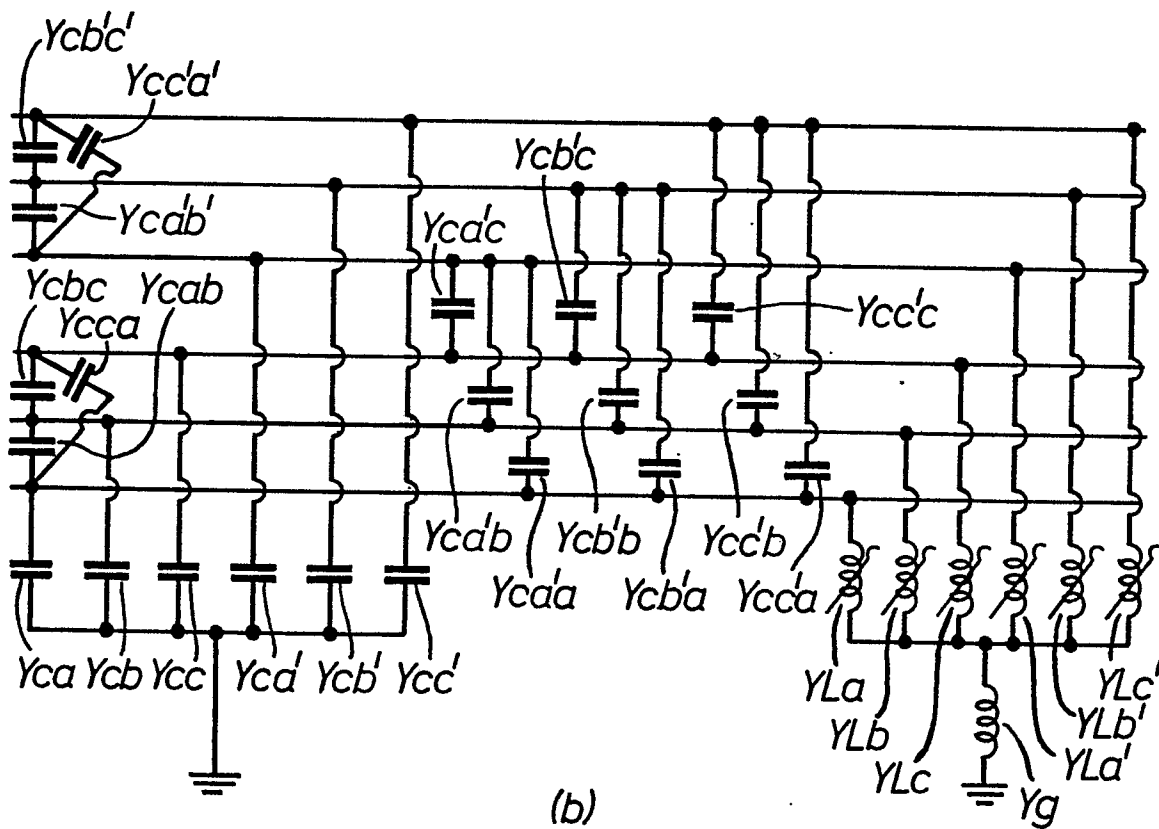 Ycb'c'
Ycc'a'
Ycb'c
Yca'b'
Yca'c
Ycbc Ycab
Ycca
Ycc'c
Yca'b Ycb'b Ycc'b
Yca'a Ycb'a Ycc'a
Yca Ycb Ycc Yca' Ycb' Ycc'
YLa YLc'
YLb YLb'
YLc YLa'
Yg
(b)